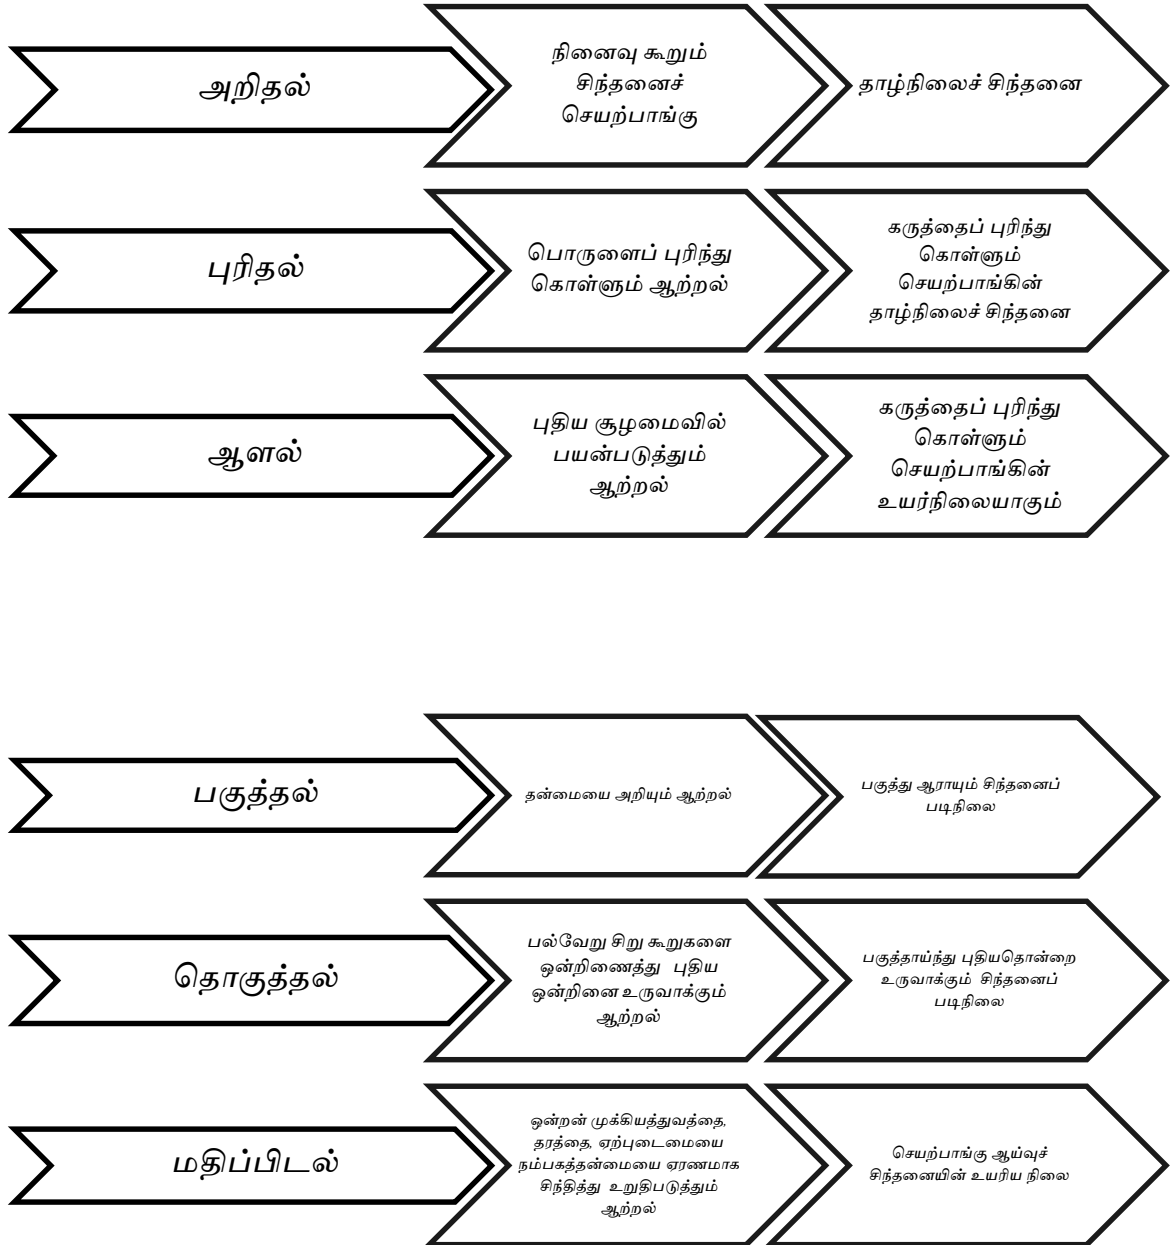 அறிதல்
நினைவு கூறும்
சிந்தனைச்
செயற்பாங்கு
தாழ்நிலைச் சிந்தனை
புரிதல்
பொருளைப் புரிந்து
கொள்ளும் ஆற்றல்
கருத்தைப் புரிந்து
கொள்ளும்
செயற்பாங்கின்
தாழ்நிலைச் சிந்தனை
ஆளல்
புதிய சூழமைவில்
பயன்படுத்தும்
ஆற்றல்
கருத்தைப் புரிந்து
கொள்ளும்
செயற்பாங்கின்
உயர்நிலையாகும்
பகுத்தல்
தன்மையை அறியும் ஆற்றல்
பகுத்து ஆராயும் சிந்தனைப்
படிநிலை
தொகுத்தல்
பல்வேறு சிறு கூறுகளை
ஒன்றிணைத்து புதிய
ஒன்றினை உருவாக்கும்
ஆற்றல்
பகுத்தாய்ந்து புதியதொன்றை
உருவாக்கும் சிந்தனைப்
படிநிலை
மதிப்பிடல்
ஒன்றன் முக்கியத்துவத்தை,
தரத்தை, ஏற்புடைமையை
நம்பகத்தன்மையை ஏரணமாக
சிந்தித்து உறுதிபடுத்தும்
ஆற்றல்
செயற்பாங்கு ஆய்வுச்
சிந்தனையின் உயரிய நிலை